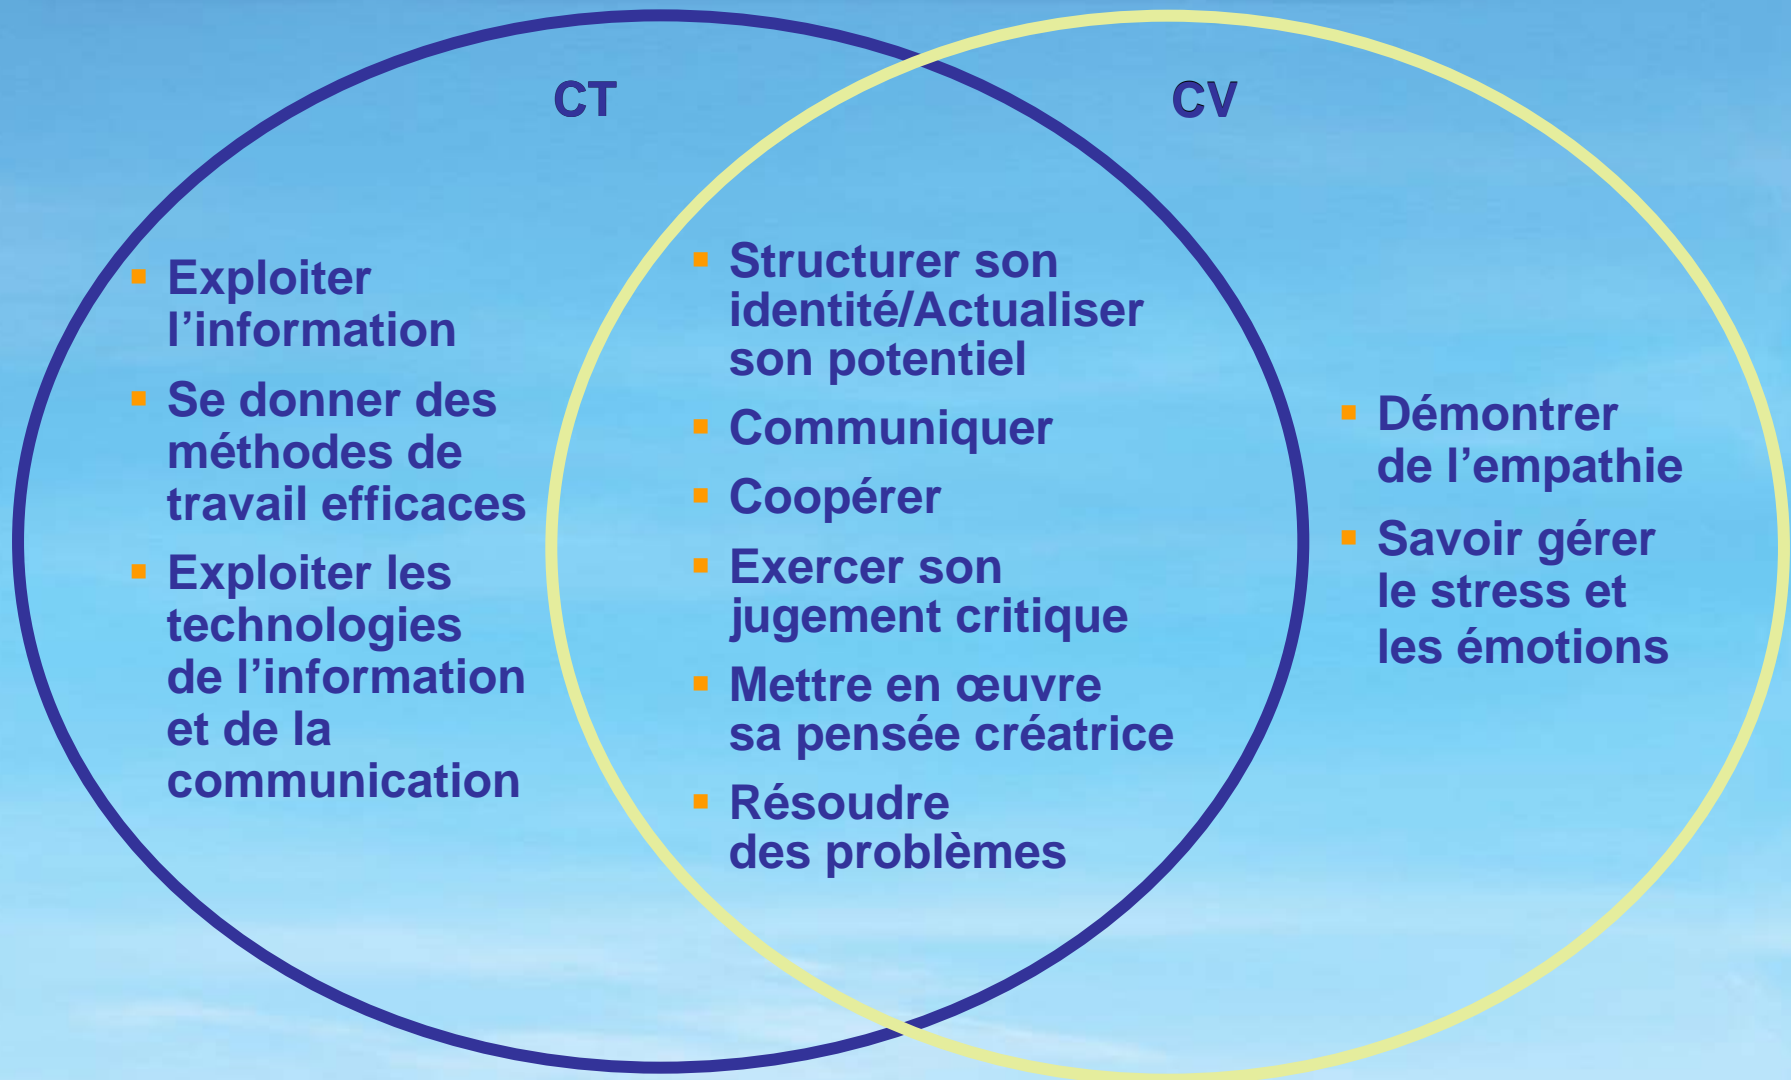 CT
CV
▪ Exploiter
l’information
▪ Se donner des
méthodes de
travail efficaces
▪ Exploiter les
technologies
de l’information
et de la
communication
▪ Structurer son
identité/Actualiser
son potentiel
▪ Communiquer
▪ Coopérer
▪ Exercer son
jugement critique
▪ Mettre en œuvre
sa pensée créatrice
▪ Résoudre
des problèmes
▪ Démontrer
de l’empathie
▪ Savoir gérer
le stress et
les émotions